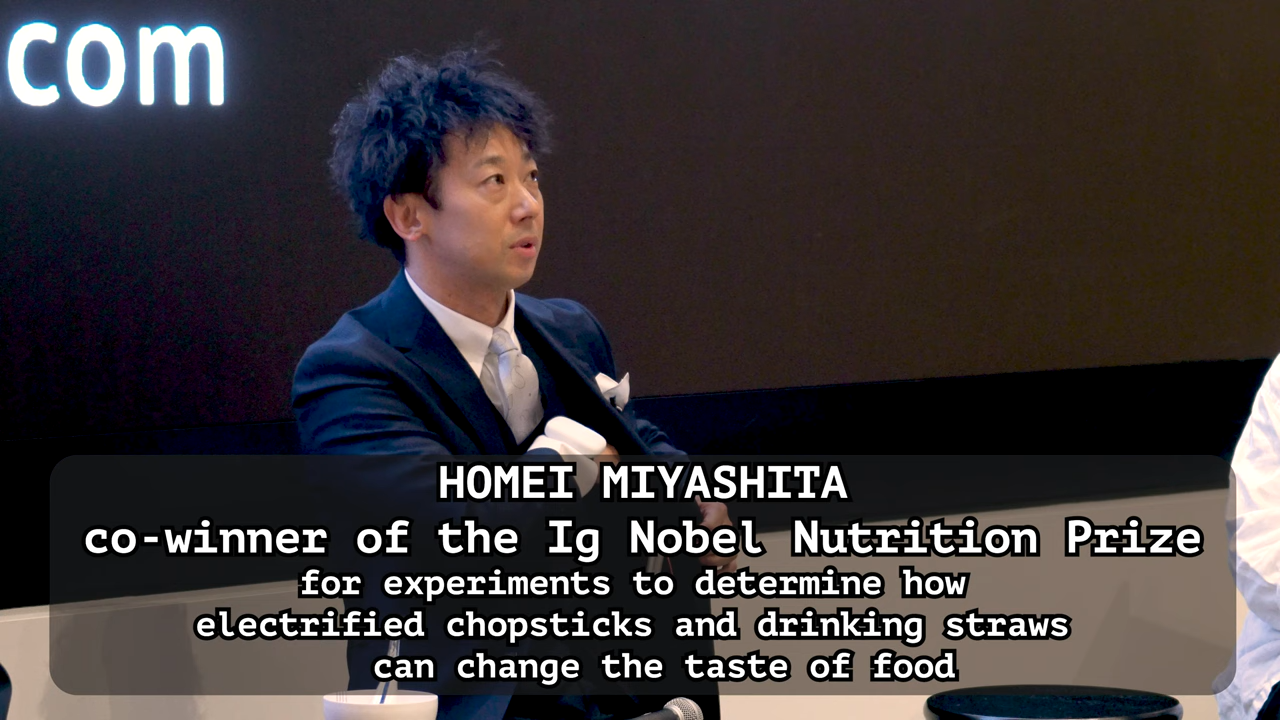 com
HOMEI MIYASHITA
co-winner of the Ig Nobel Nutrition Prize
for experiments to determine how
electrified chopsticks and drinking straws
can change the taste of food